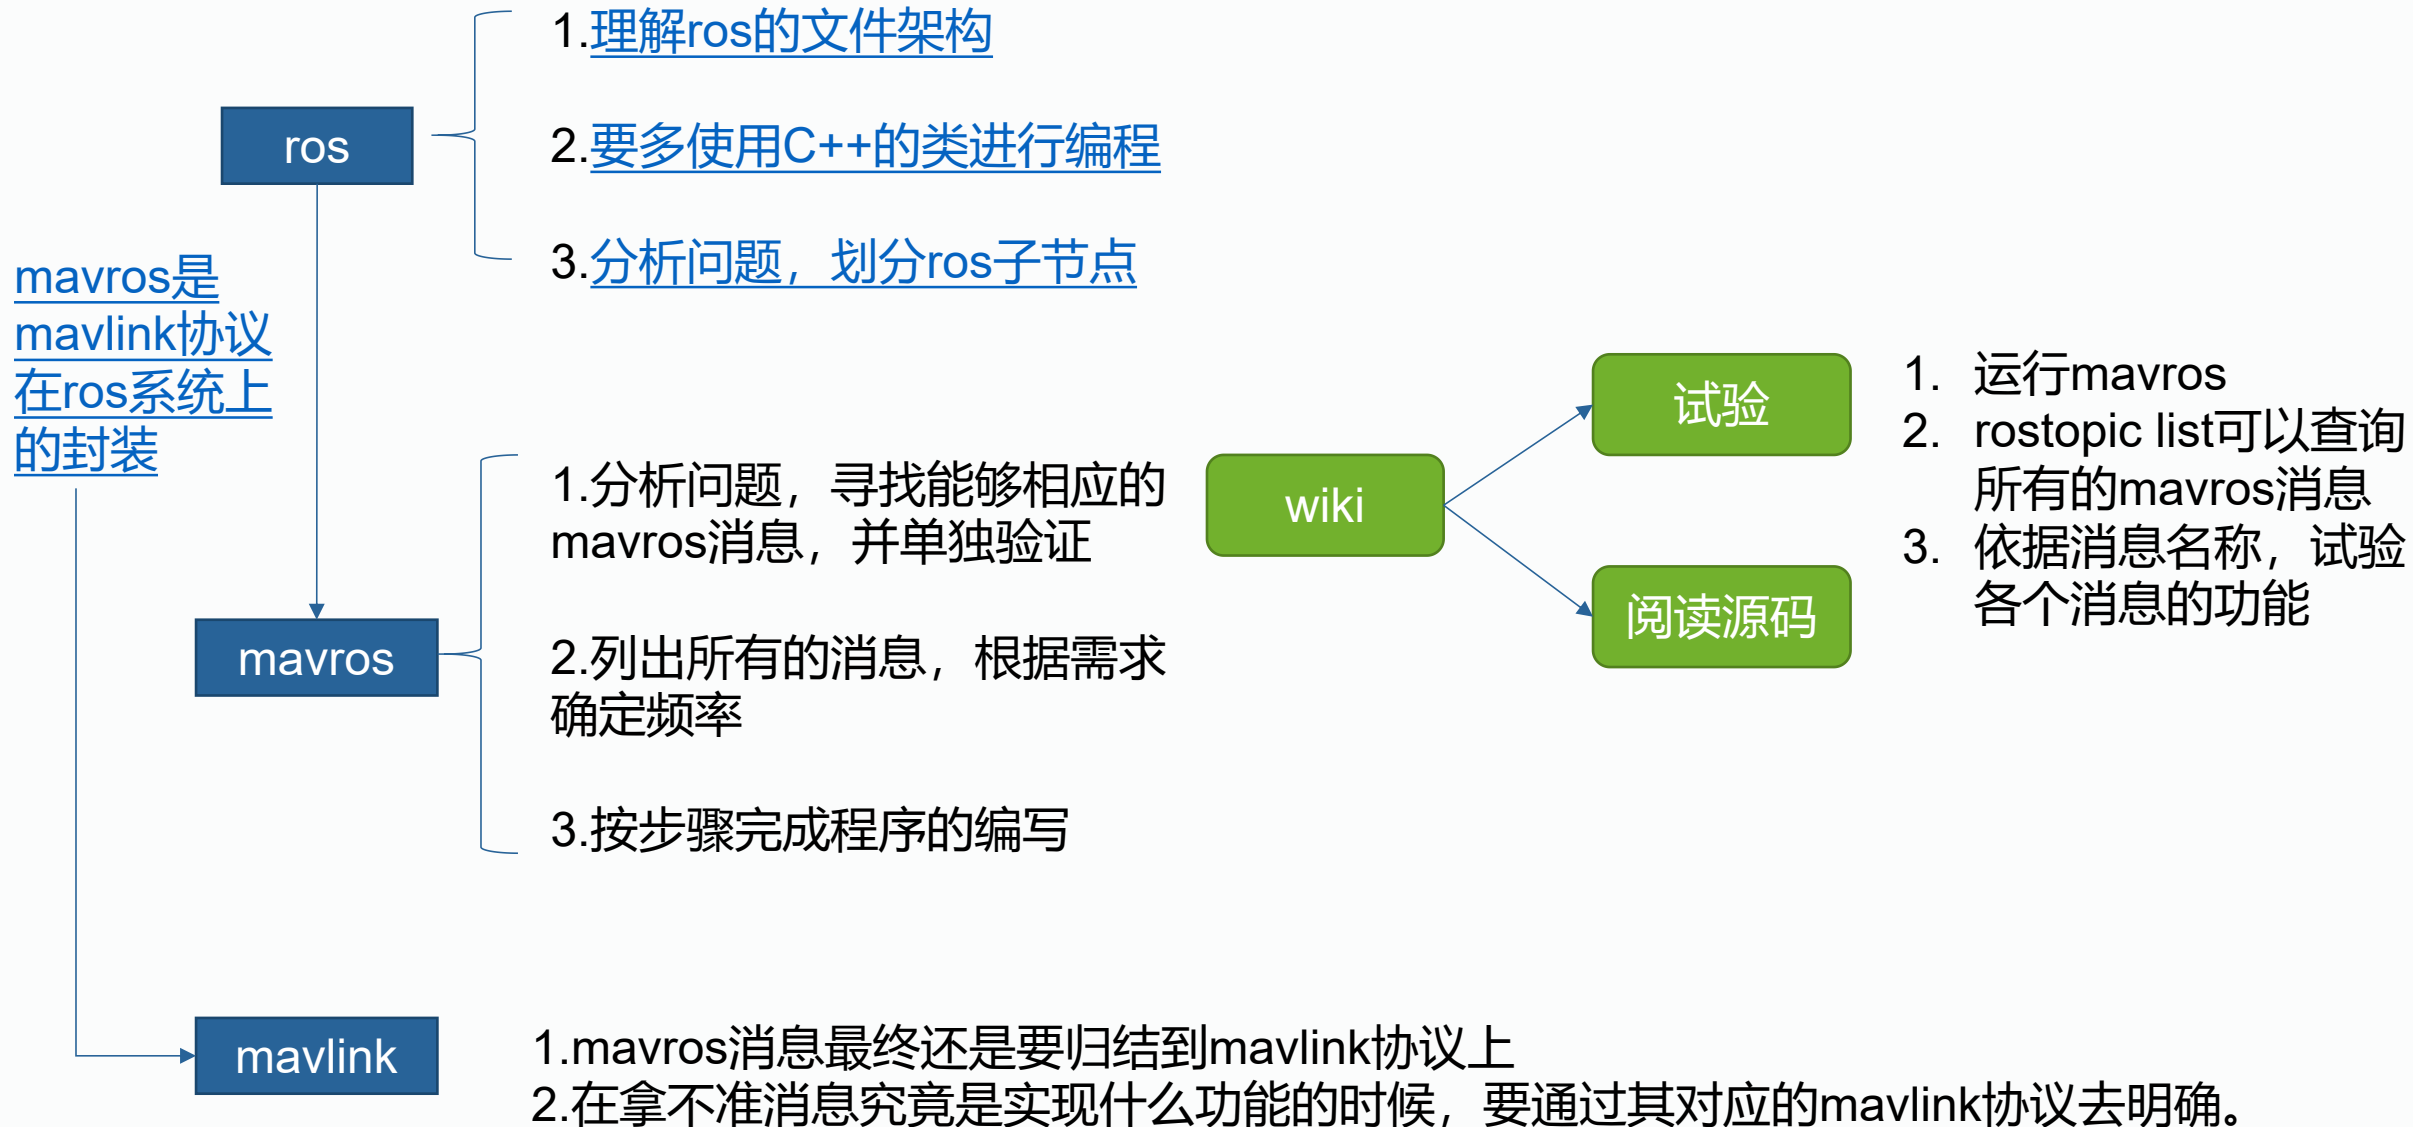 ros
1.理解ros的文件架构
2.要多使用C++的类进行编程
3.分析问题，划分ros子节点
mavros是
mavlink协议
在ros系统上
的封装
mavros
1.分析问题，寻找能够相应的
mavros消息，并单独验证
2.列出所有的消息，根据需求
确定频率
3.按步骤完成程序的编写
wiki
试验
阅读源码
1. 运行mavros
2. rostopic list可以查询
所有的mavros消息
3. 依据消息名称，试验
各个消息的功能
mavlink
1.mavros消息最终还是要归结到mavlink协议上
2.在拿不准消息究竟是实现什么功能的时候，要通过其对应的mavlink协议去明确。